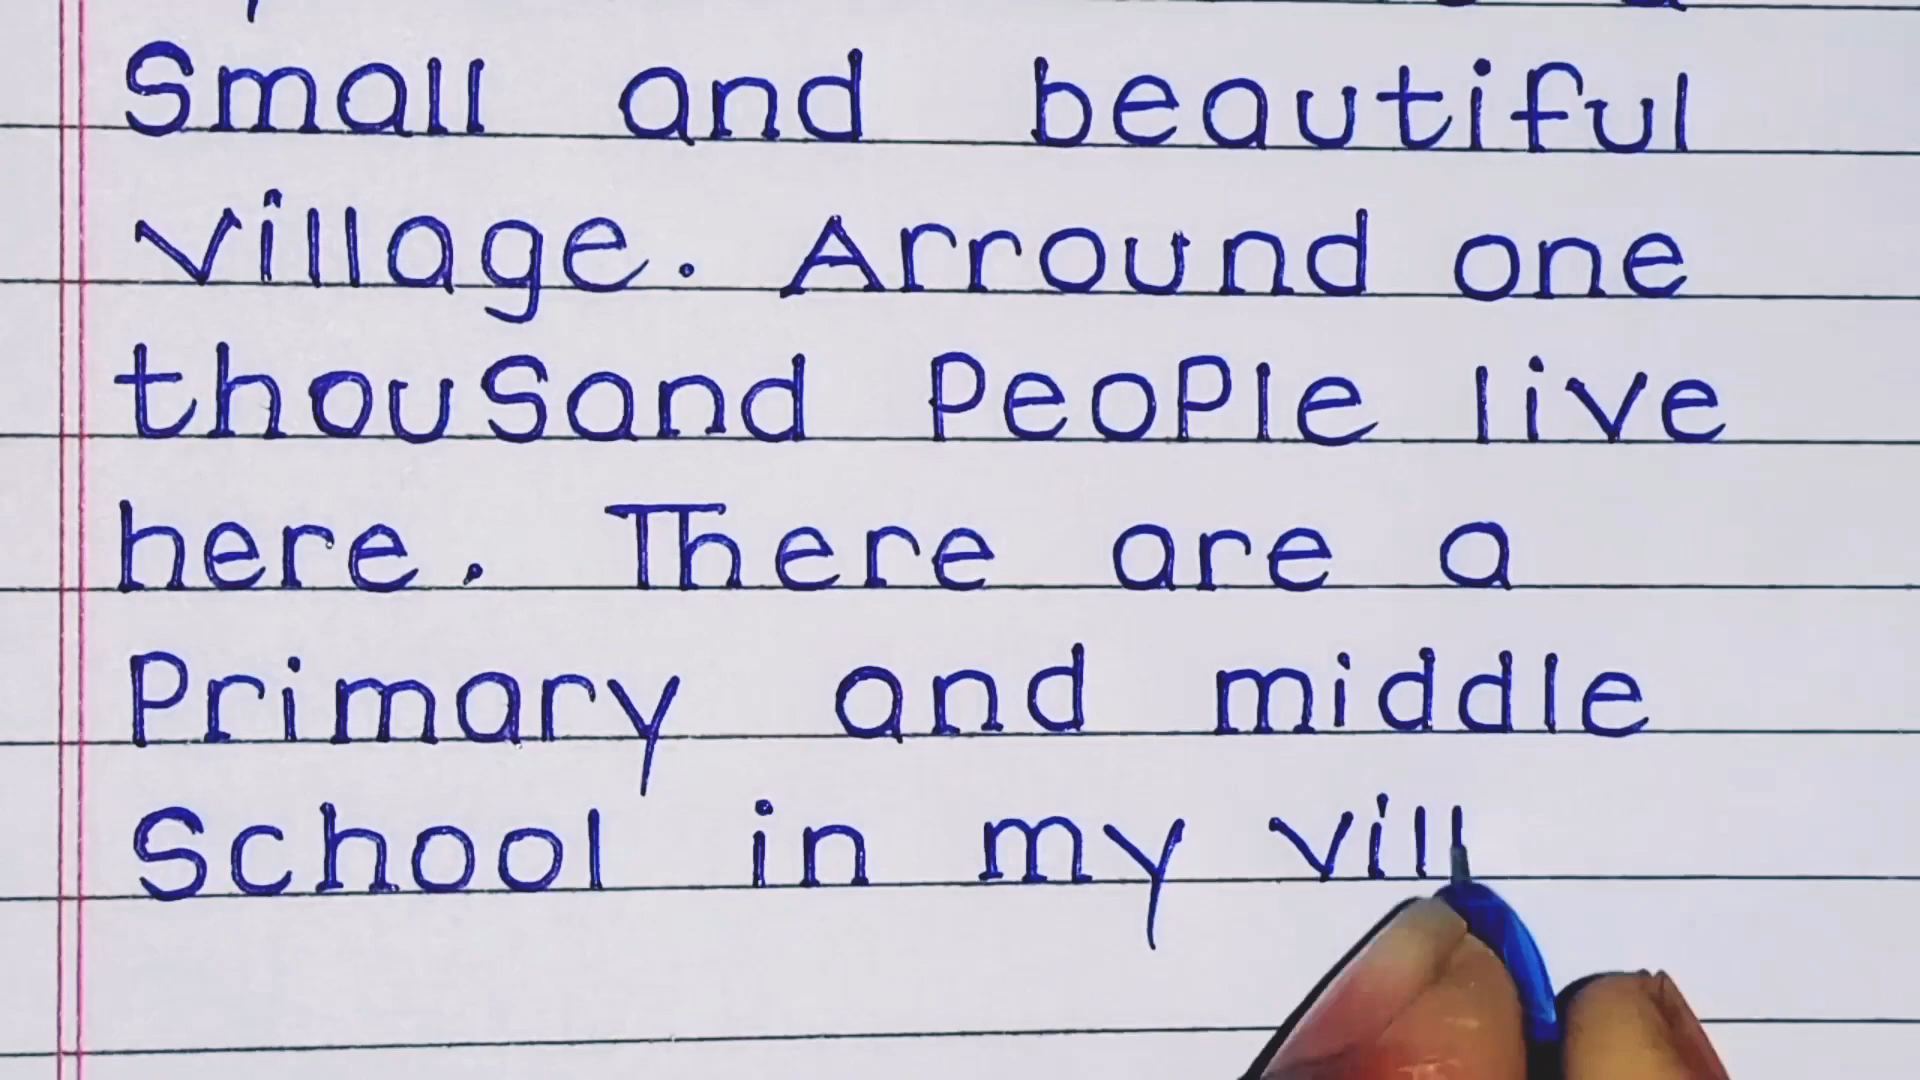 Small and beautiful
village. Arround one
thousand People live
here. There are a
Primary and middle
School in my vill